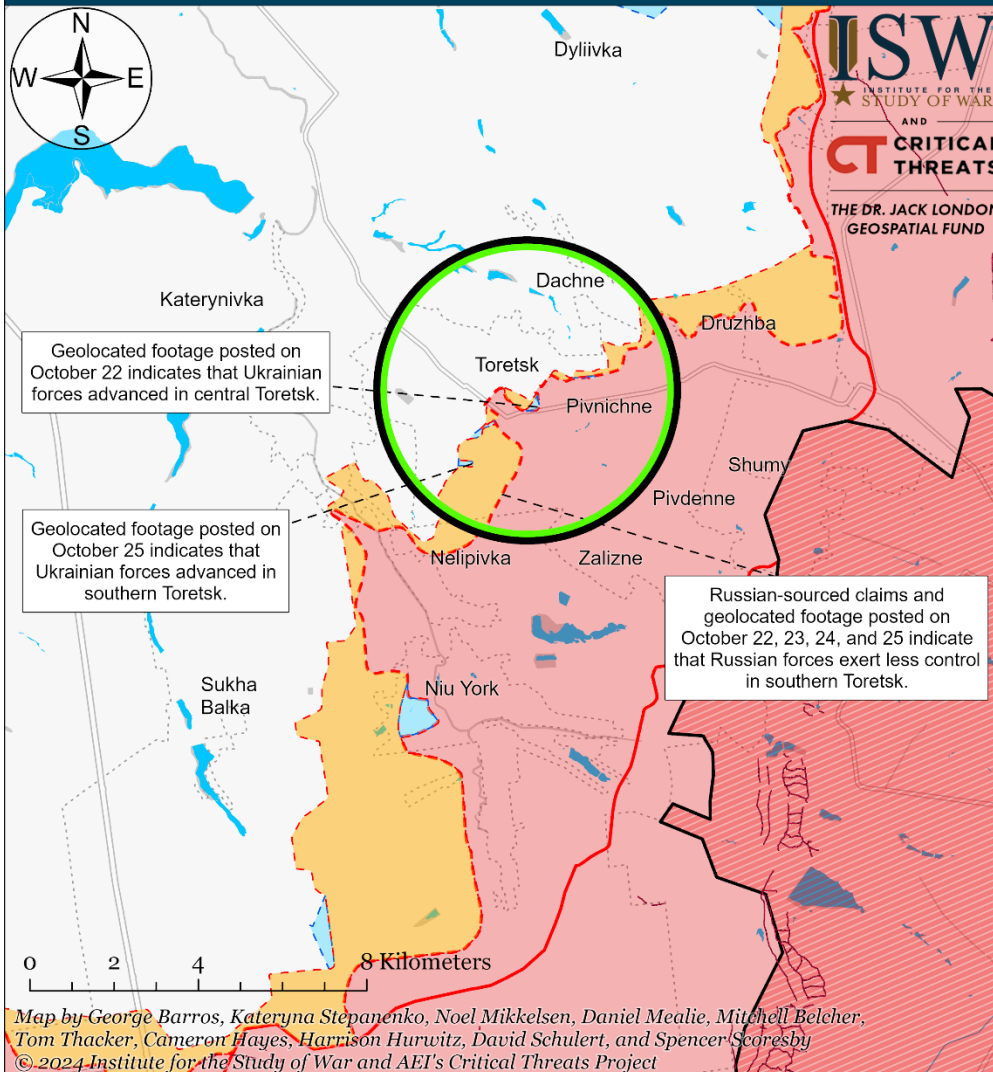 N
W
E
S
ISW
INSTITUTE FOR THE
STUDY OF WAR
AND
CT CRITICAL
THREATS
THE DR. JACK LONDON
GEOSPATIAL FUND
Dyliivka
Dachne
Katerynivka
Druzhba
Geolocated footage posted on
October 22 indicates that Ukrainian
forces advanced in central Toretsk.
Toretsk
Pivnichne
Shumy
Pivdenne
Geolocated footage posted on
October 25 indicates that
Ukrainian forces advanced in
southern Toretsk.
Nelipivka
Zalizne
Russian-sourced claims and
geolocated footage posted on
October 22, 23, 24, and 25 indicate
that Russian forces exert less control
in southern Toretsk.
Sukha
Balka
Niu York
0 2 4 8 Kilometers
Map by George Barros, Kateryna Stepanenko, Noel Mikkelsen, Daniel Mealie, Mitchell Belcher,
Tom Thacker, Cameron Hayes, Harrison Hurwitz, David Schulert, and Spencer Scoresby
© 2024 Institute for the Study of War and AEI's Critical Threats Project